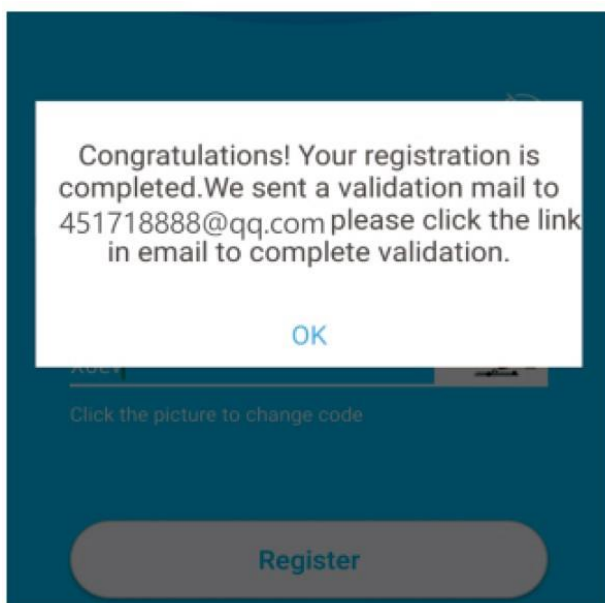 Congratulations! Your registration is
completed.We sent a validation mail to
451718888@qq.com please click the link
in email to complete validation.
OK
Click the picture to change code
Register